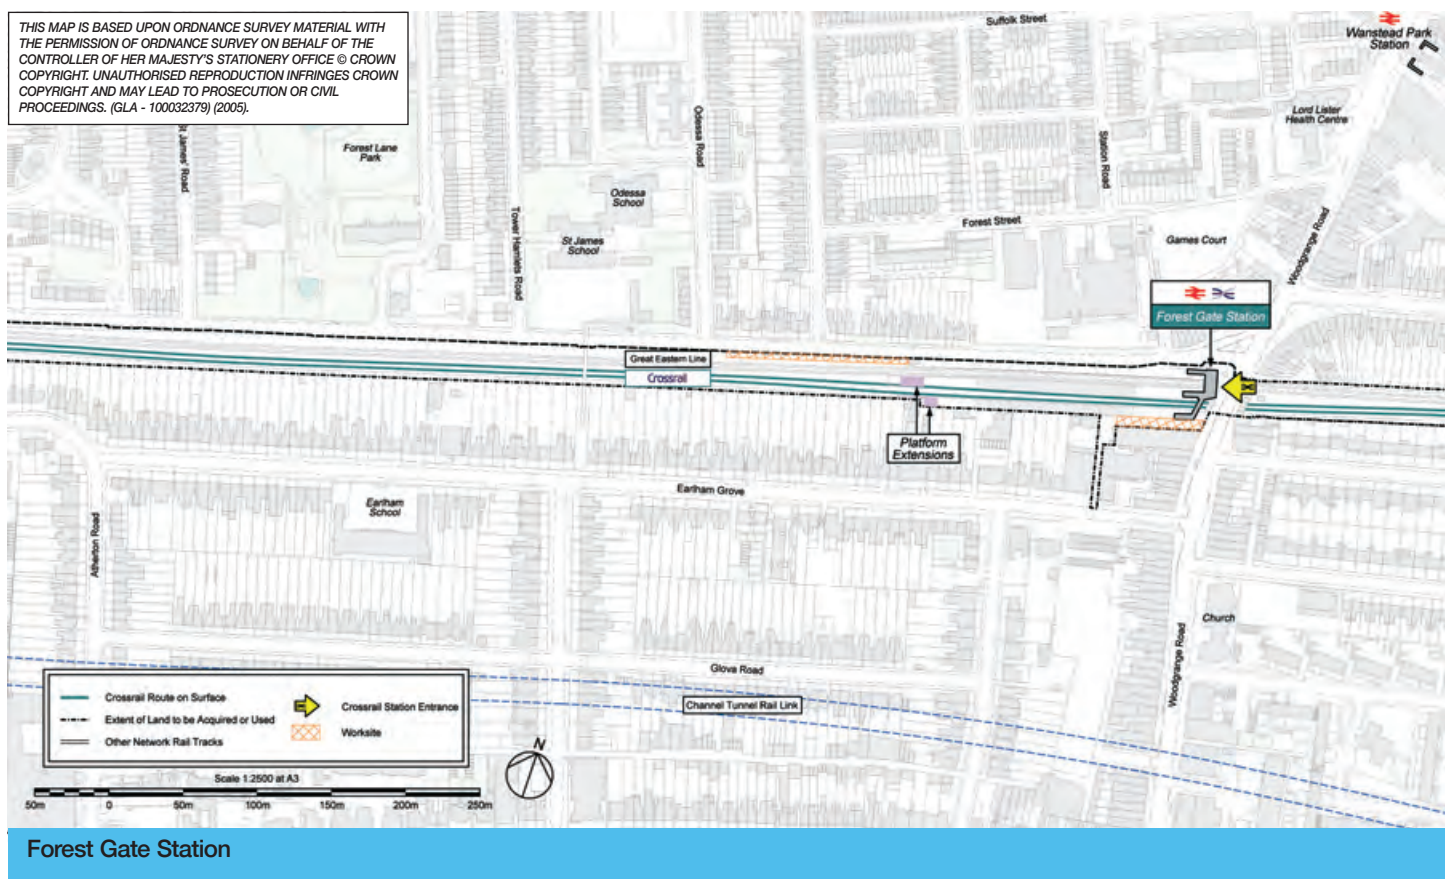 THIS MAP IS BASED UPON ORDNANCE SURVEY MATERIAL WITH
THE PERMISSION OF ORDNANCE SURVEY ON BEHALF OF THE
CONTROLLER OF HER MAJESTY'S STATIONERY OFFICE © CROWN
COPYRIGHT. UNAUTHORISED REPRODUCTION INFRINGES CROWN
COPYRIGHT AND MAY LEAD TO PROSECUTION OR CIVIL
PROCEEDINGS. (GLA - 100032379) (2005).
Suffolk Street
Wanstead Park
Station
Lord Lister
Health Centre
St James' Road
Forest Lane
Park
Odessa Road
Station Road
Odessa
School
Tower Hamlets Road
St James
School
Forest Street
Games Court
Woodgrange Road
Forest Gate Station
Great Eastern Line
Crossrail
Platform
Extensions
Earlham Grove
Earlham
School
Atherton Road
Church
Woodgrange Road
Glova Road
Channel Tunnel Rail Link
Crossrail Route on Surface
Extent of Land to be Acquired or Used
Other Network Rail Tracks
Crossrail Station Entrance
Worksite
Scale 1:2500 at A3
50m 0 50m 100m 150m 200m 250m
N
Forest Gate Station